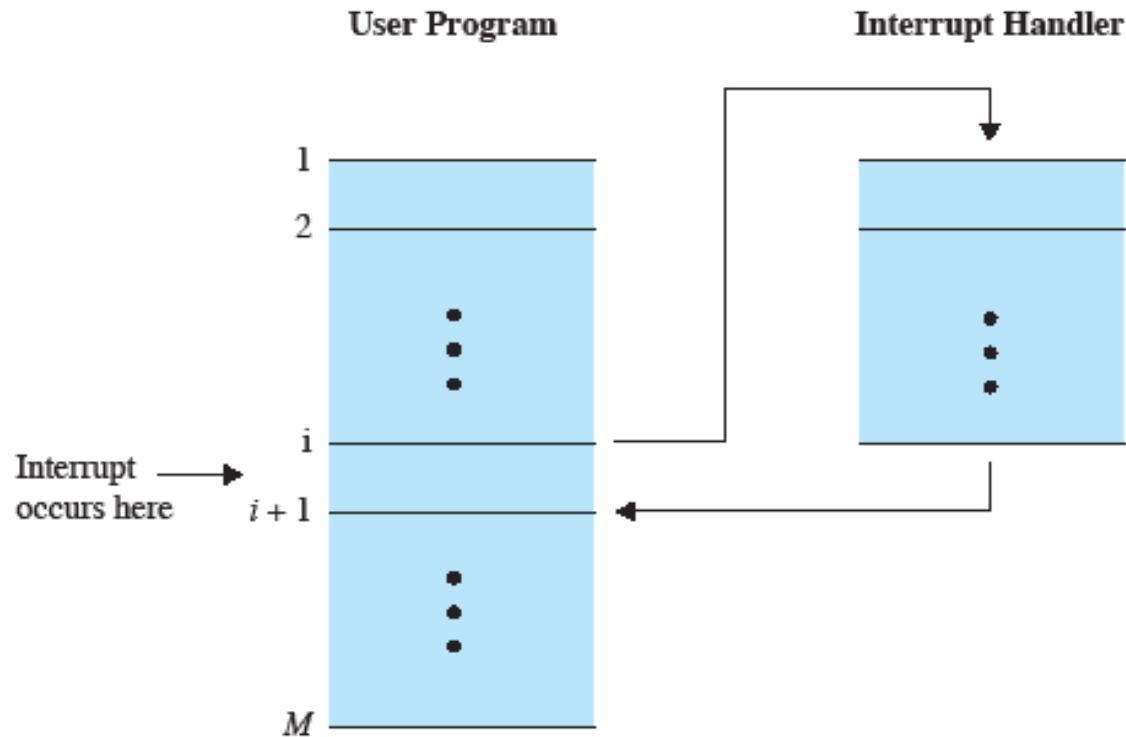 User Program
Interrupt Handler
1
2
i
Interrupt
occurs here
i + 1
M